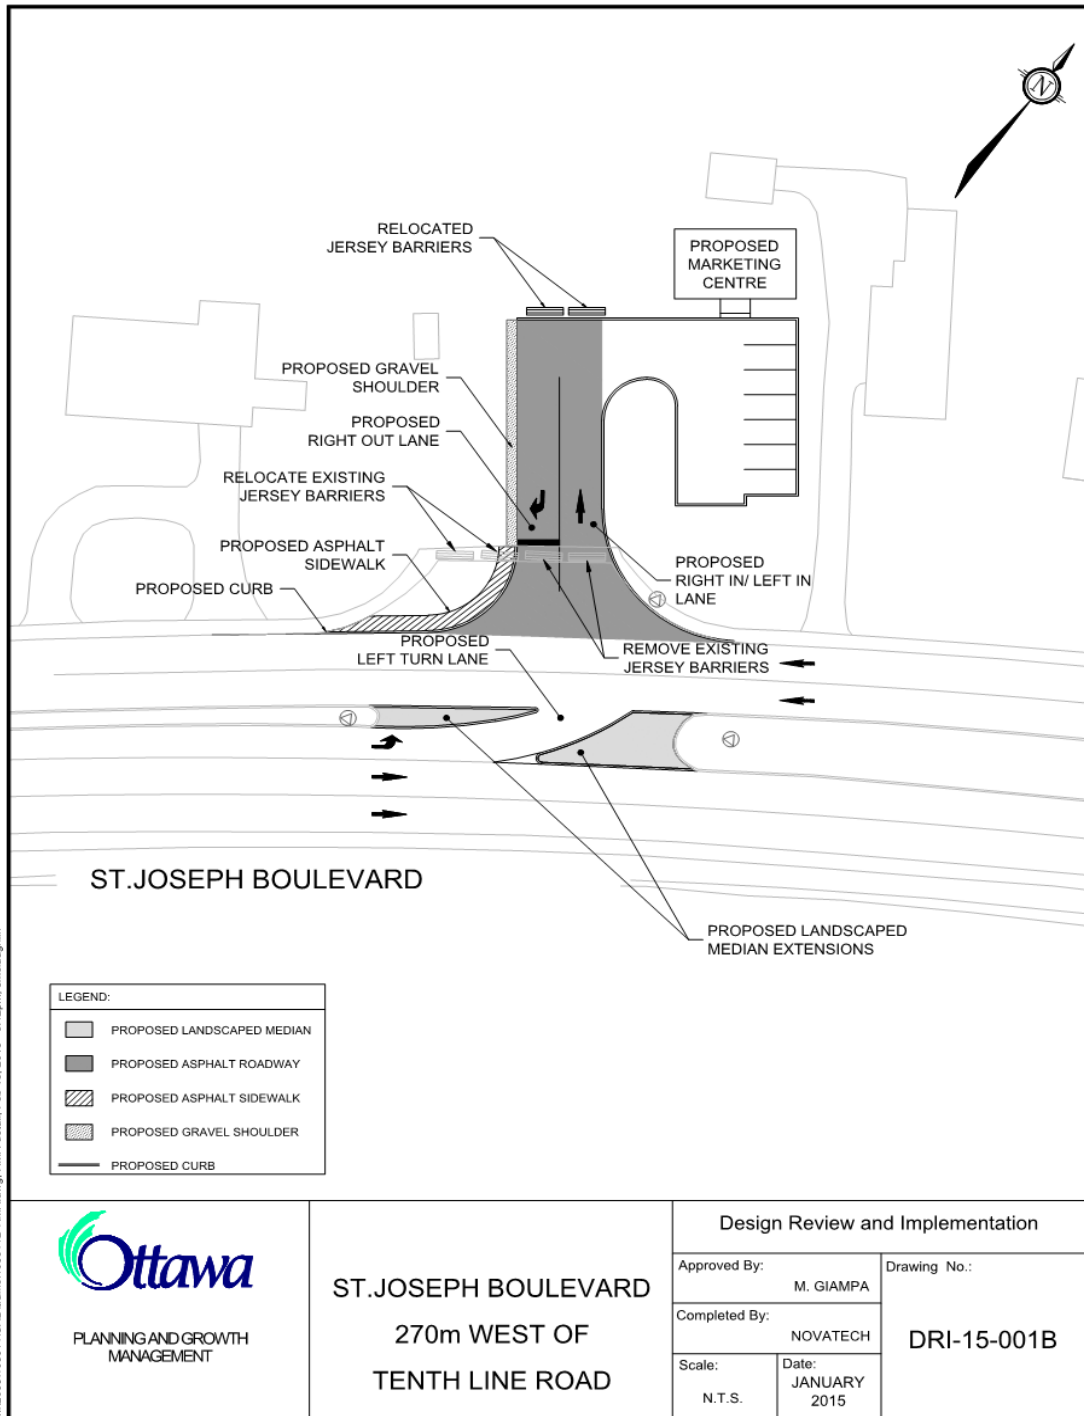 N
RELOCATED
JERSEY BARRIERS
PROPOSED
MARKETING
CENTRE
PROPOSED GRAVEL
SHOULDER
PROPOSED
RIGHT OUT LANE
RELOCATE EXISTING
JERSEY BARRIERS
PROPOSED ASPHALT
SIDEWALK
PROPOSED CURB
PROPOSED
RIGHT IN/ LEFT IN
LANE
PROPOSED
LEFT TURN LANE
REMOVE EXISTING
JERSEY BARRIERS
ST.JOSEPH BOULEVARD
PROPOSED LANDSCAPED
MEDIAN EXTENSIONS
LEGEND:
PROPOSED LANDSCAPED MEDIAN
PROPOSED ASPHALT ROADWAY
PROPOSED ASPHALT SIDEWALK
PROPOSED GRAVEL SHOULDER
PROPOSED CURB
Ottawa
PLANNING AND GROWTH
MANAGEMENT
ST.JOSEPH BOULEVARD
270m WEST OF
TENTH LINE ROAD
Design Review and Implementation
Approved By:
M. GIAMPA
Completed By:
NOVATECH
Scale:
N.T.S.
Date:
JANUARY
2015
Drawing No.:
DRI-15-001B